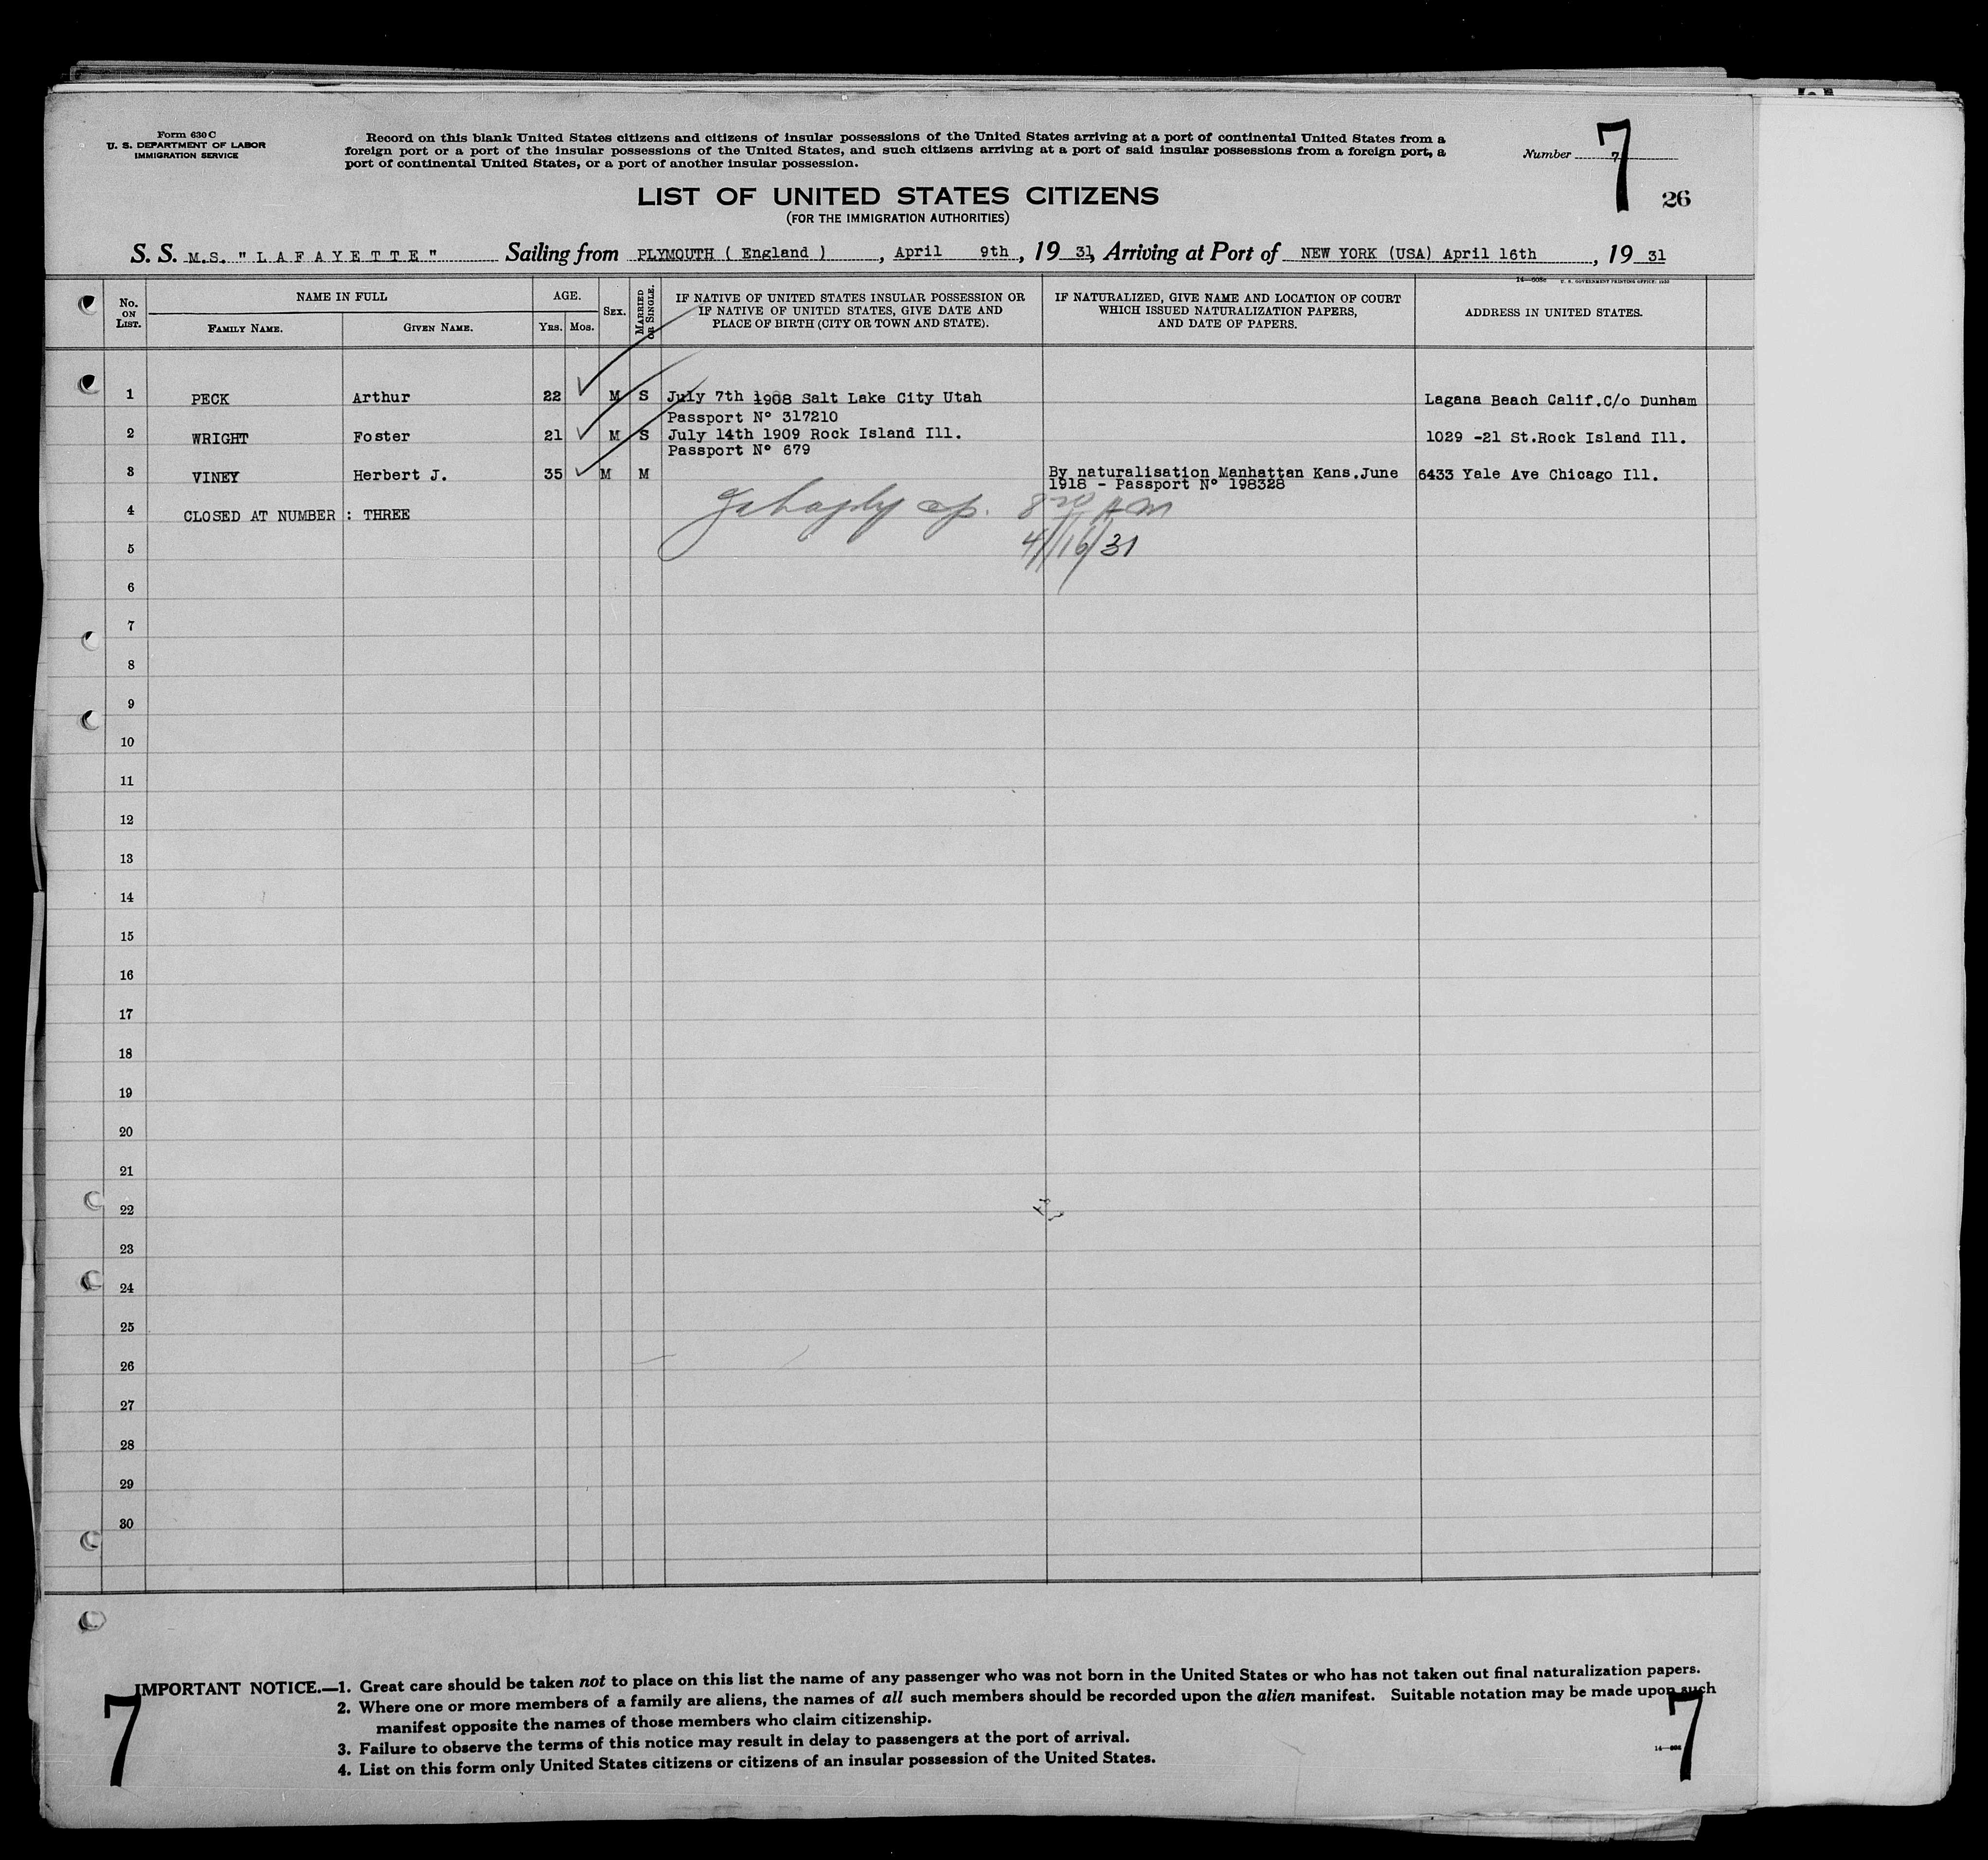 Form 630 C
U. S. DEPARTMENT OF LABOR
IMMIGRATION SERVICE
Record on this blank United States citizens and citizens of insular possessions of the United States arriving at a port of continental United States from a
foreign port or a port of the insular possessions of the United States, and such citizens arriving at a port of said insular possessions from a foreign port, a
port of continental United States, or a port of another insular possession.
Number 7
7
26
LIST OF UNITED STATES CITIZENS
(FOR THE IMMIGRATION AUTHORITIES)
S. S. M.S. "LAFAYETTE" Sailing from PLYMOUTH ( England ) , April 9th , 19 31, Arriving at Port of NEW YORK (USA) April 16th , 19 31
U. S. GOVERNMENT PRINTING OFFICE:
No. ON LIST. NAME IN FULL AGE. SEX. MARRIED OR SINGLE. IF NATIVE OF UNITED STATES INSULAR POSSESSION OR IF NATIVE OF UNITED STATES, GIVE DATE AND PLACE OF BIRTH (CITY OR TOWN AND STATE). IF NATURALIZED, GIVE NAME AND LOCATION OF COURT WHICH ISSUED NATURALIZATION PAPERS, AND DATE OF PAPERS. ADDRESS IN UNITED STATES.
FAMILY NAME. GIVEN NAME. YRS. MOS.
1 PECK Arthur 22 M S July 7th 1908 Salt Lake City Utah Lagana Beach Calif.C/o Dunham
Passport N° 317210
2 WRIGHT Foster 21 M S July 14th 1909 Rock Island Ill. 1029 -21 St.Rock Island Ill.
Passport N° 679
3 VINEY Herbert J. 35 M M By naturalisation Manhattan Kans.June 6433 Yale Ave Chicago Ill.
1918 - Passport N° 198328
4 CLOSED AT NUMBER : THREE
8 30 AM
5 4/16/31
6
7
8
9
10
11
12
13
14
15
16
17
18
19
20
21
22
23
24
25
26
27
28
29
30
IMPORTANT NOTICE.—1. Great care should be taken not to place on this list the name of any passenger who was not born in the United States or who has not taken out final naturalization papers.
2. Where one or more members of a family are aliens, the names of all such members should be recorded upon the alien manifest. Suitable notation may be made upon such
manifest opposite the names of those members who claim citizenship.
3. Failure to observe the terms of this notice may result in delay to passengers at the port of arrival.
4. List on this form only United States citizens or citizens of an insular possession of the United States.
7
7